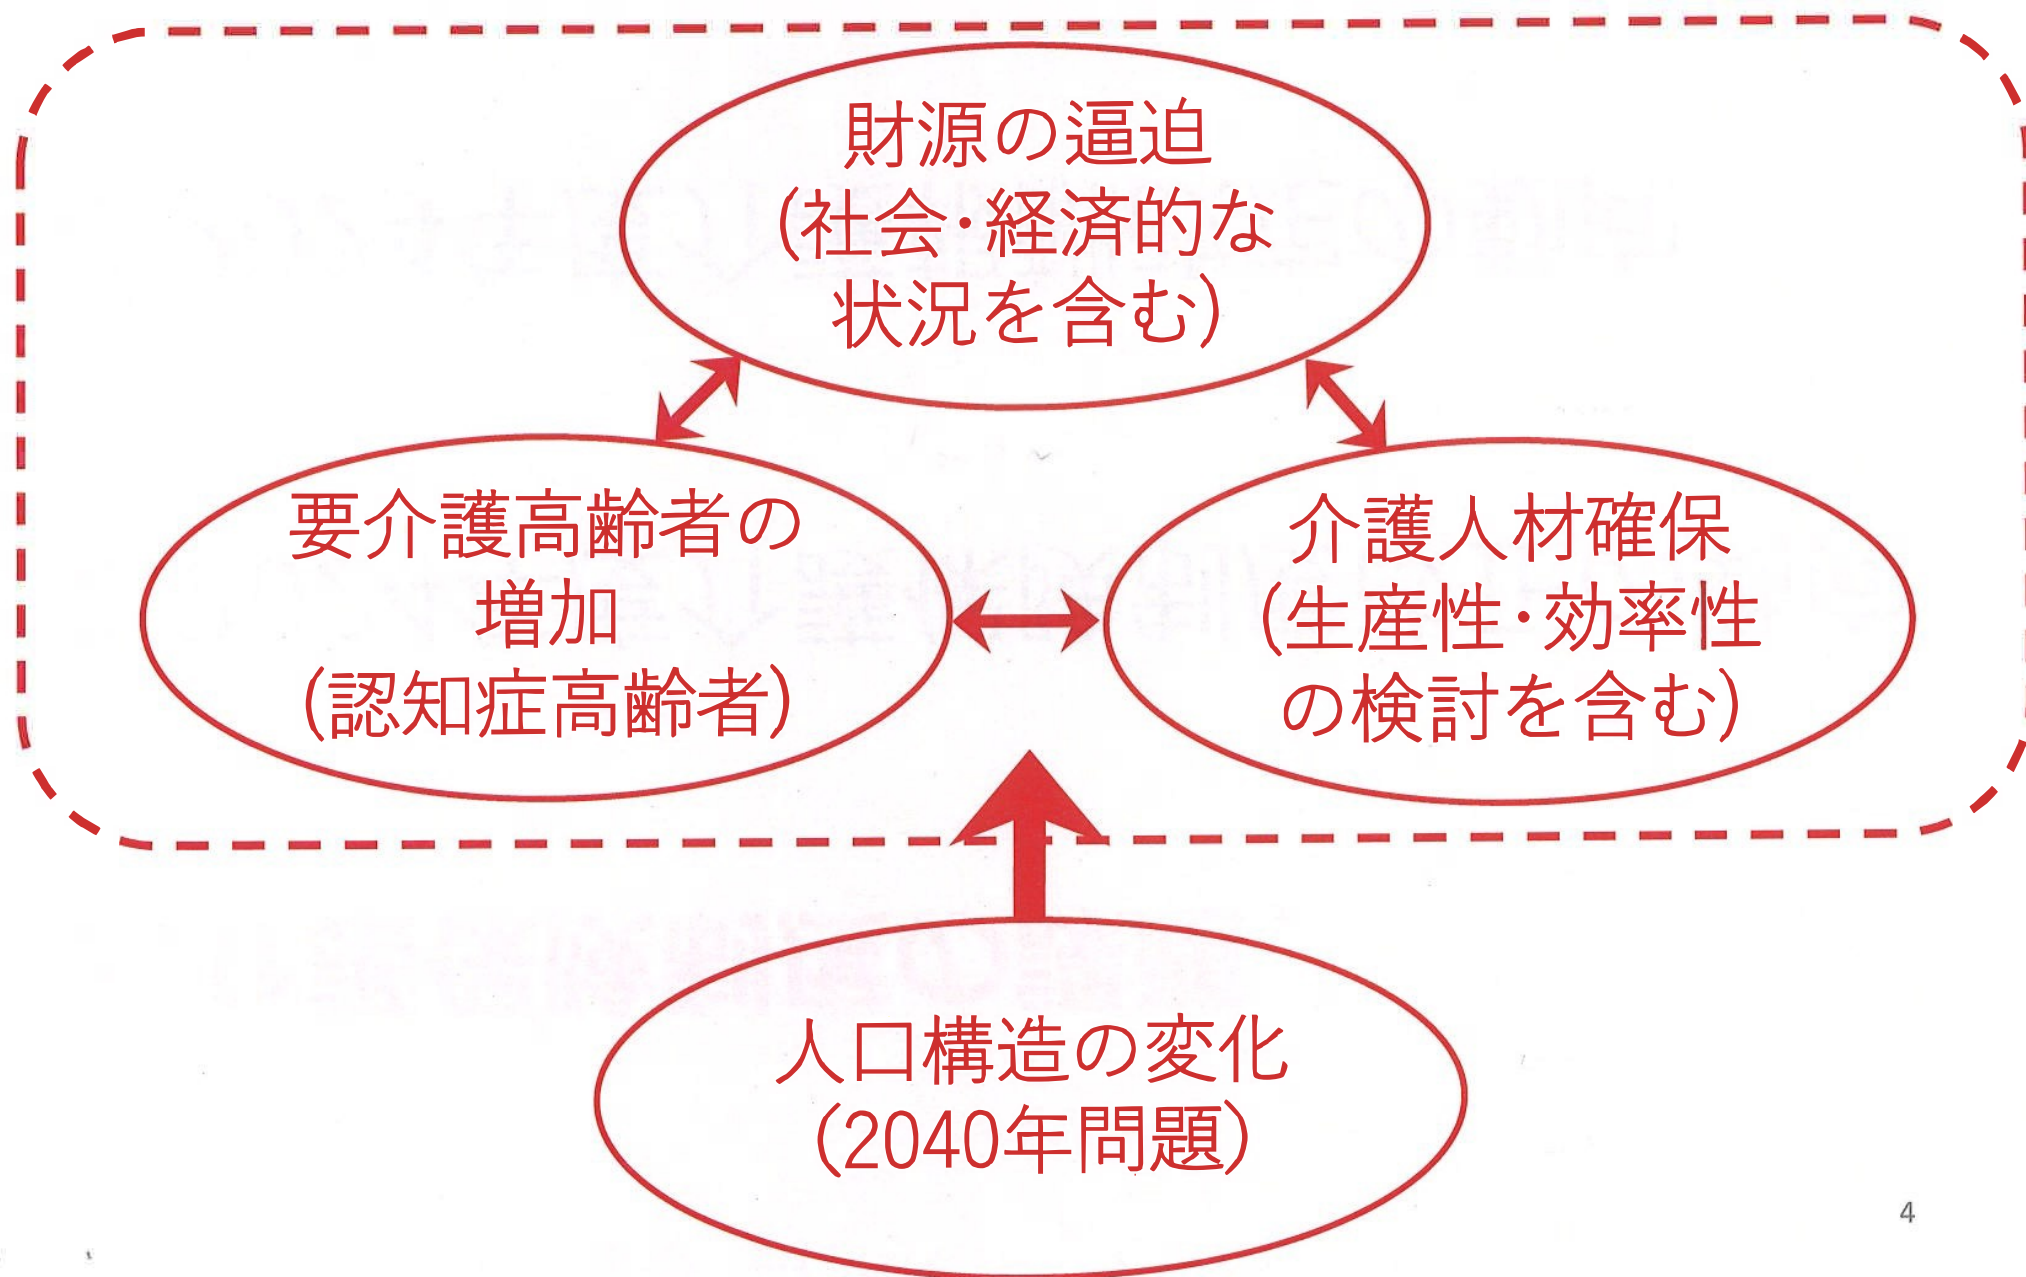 財源の逼迫
(社会・経済的な
状況を含む)
要介護高齢者の
増加
(認知症高齢者)
介護人材確保
(生産性・効率性
の検討を含む)
人口構造の変化
(2040年問題)
4